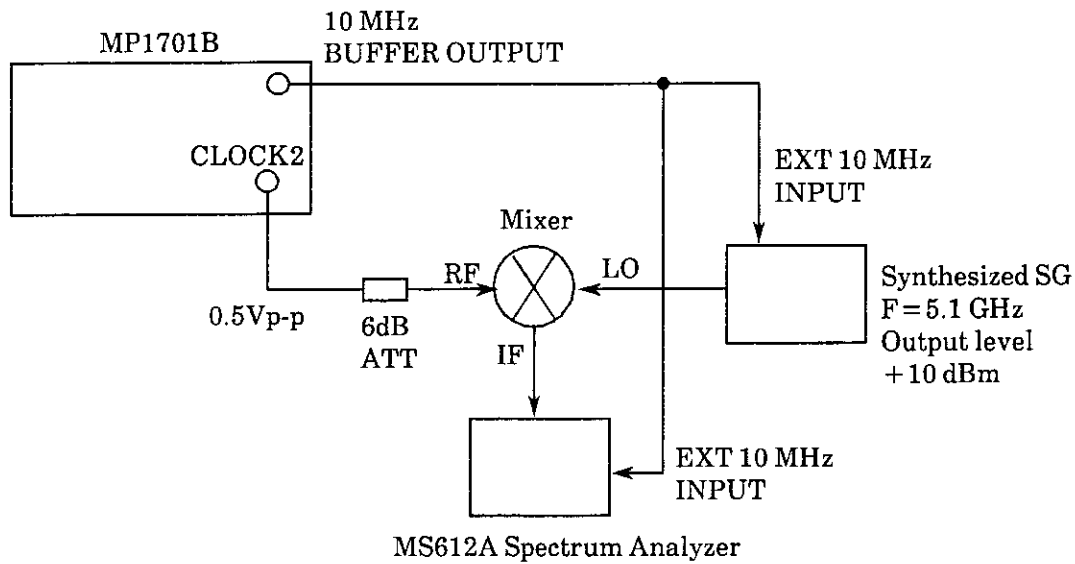 MP1701B
10 MHz
BUFFER OUTPUT
CLOCK2
EXT 10 MHz
INPUT
Mixer
RF
LO
0.5Vp-p
6dB
ATT
IF
Synthesized SG
F=5.1 GHz
Output level
+10 dBm
EXT 10 MHz
INPUT
MS612A Spectrum Analyzer